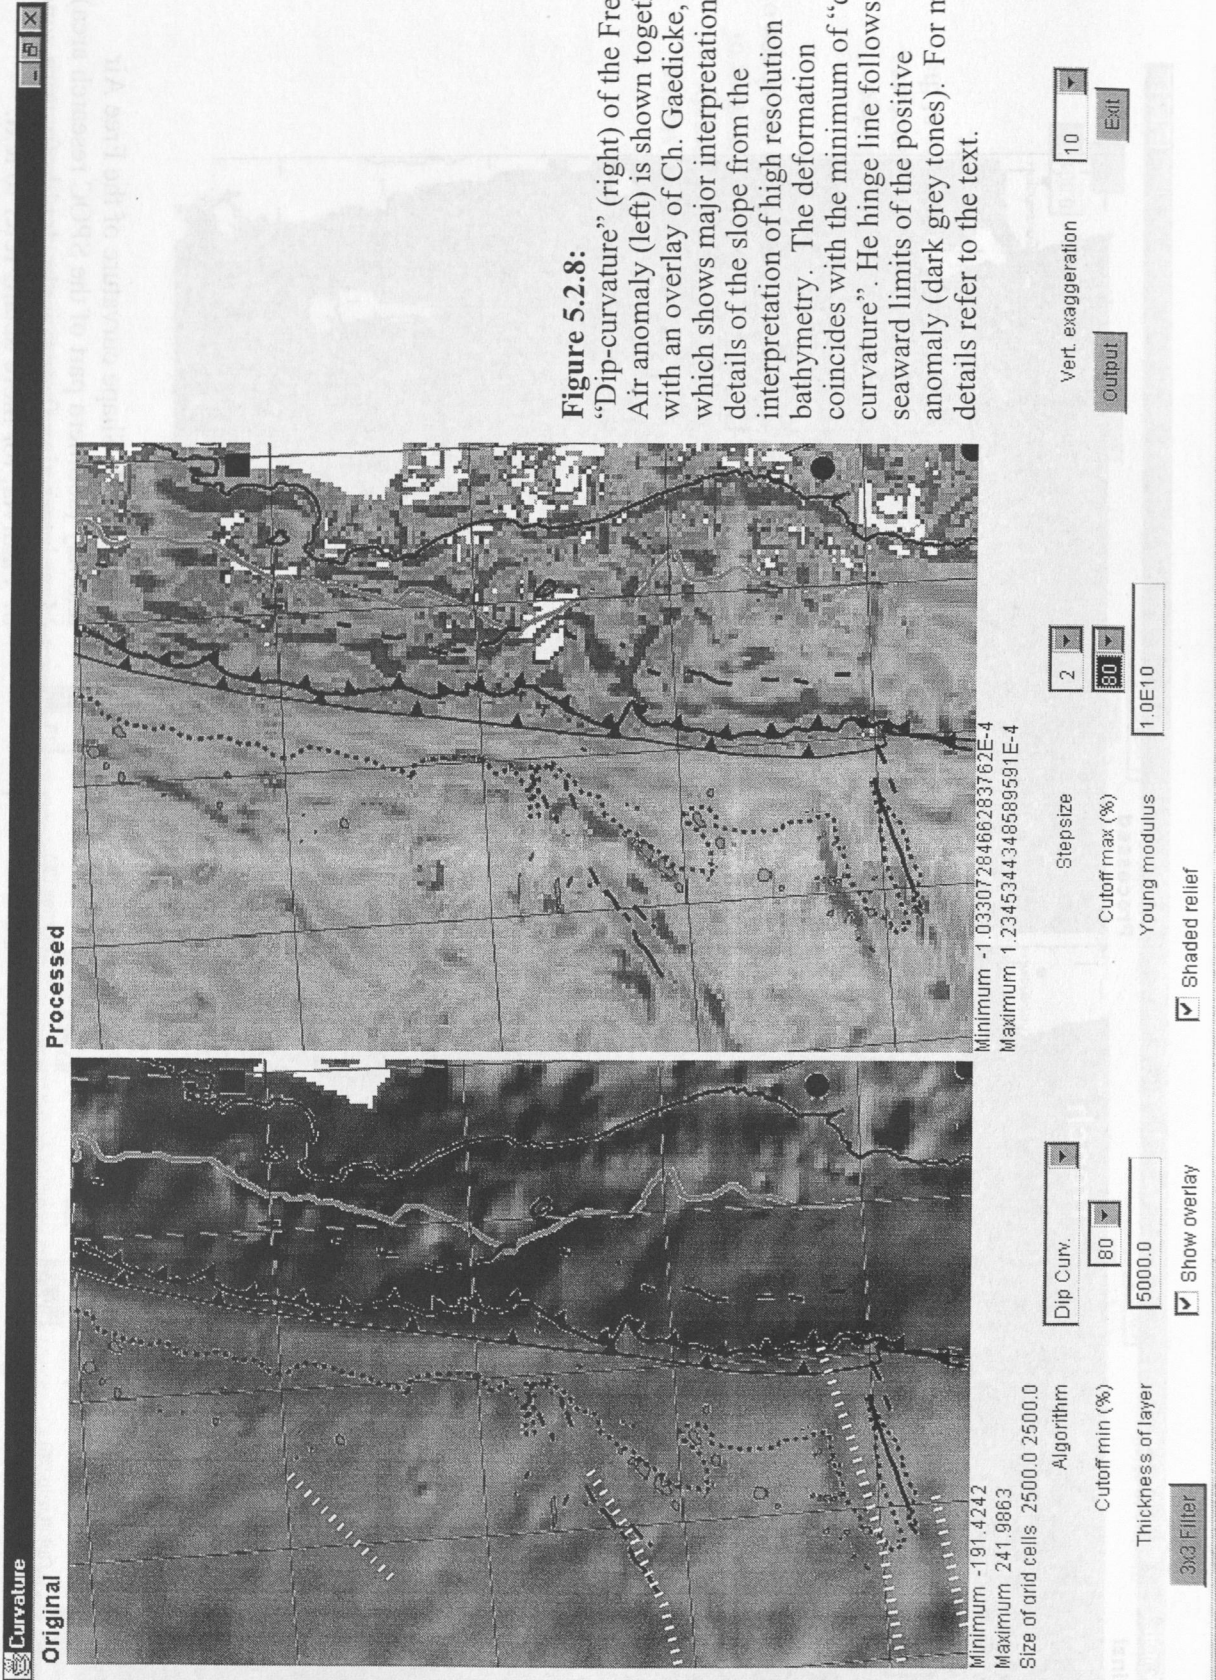 Curvature
Original
Processed
Minimum -191.4242
Maximum 241.9863
Size of grid cells 2500.0 2500.0
Minimum -1.0330728466283762E-4
Maximum 1.2345344348589591E-4
Algorithm
Dip Curv.
Stepsize
2
Vert. exaggeration
10
Cutoff min (%)
80
Cutoff max (%)
80
Output
Exit
Thickness of layer
5000.0
Young modulus
1.0E10
3x3 Filter
Show overlay
Shaded relief
Figure 5.2.8:
“Dip-curvature” (right) of the Fre
Air anomaly (left) is shown toget
with an overlay of Ch. Gaedicke,
which shows major interpretation
details of the slope from the
interpretation of high resolution
bathymetry. The deformation
coincides with the minimum of “
curvature”. He hinge line follows
seaward limits of the positive
anomaly (dark grey tones). For
details refer to the text.